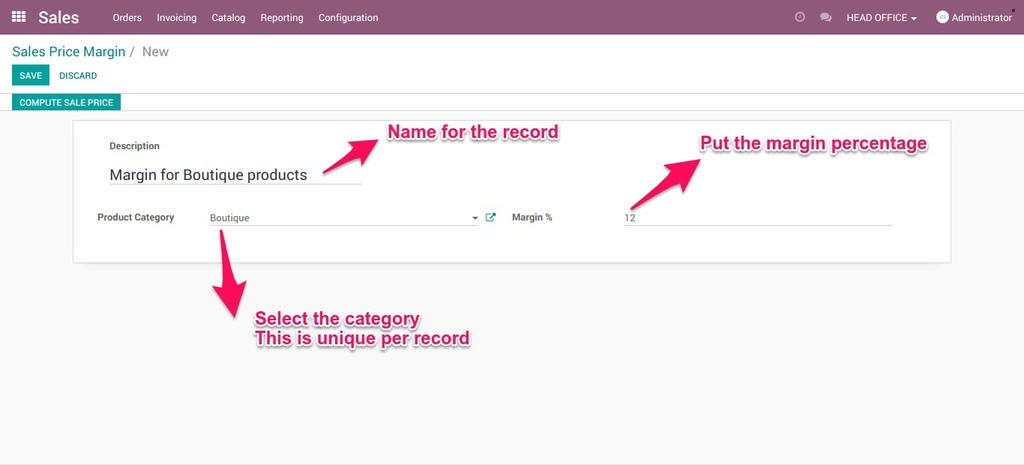 Sales Orders Invoicing Catalog Reporting Configuration HEAD OFFICE Administrator
Sales Price Margin / New
SAVE DISCARD
COMPUTE SALE PRICE
Name for the record
Put the margin percentage
Description
Margin for Boutique products
Product Category Boutique Margin % 12
Select the category
This is unique per record